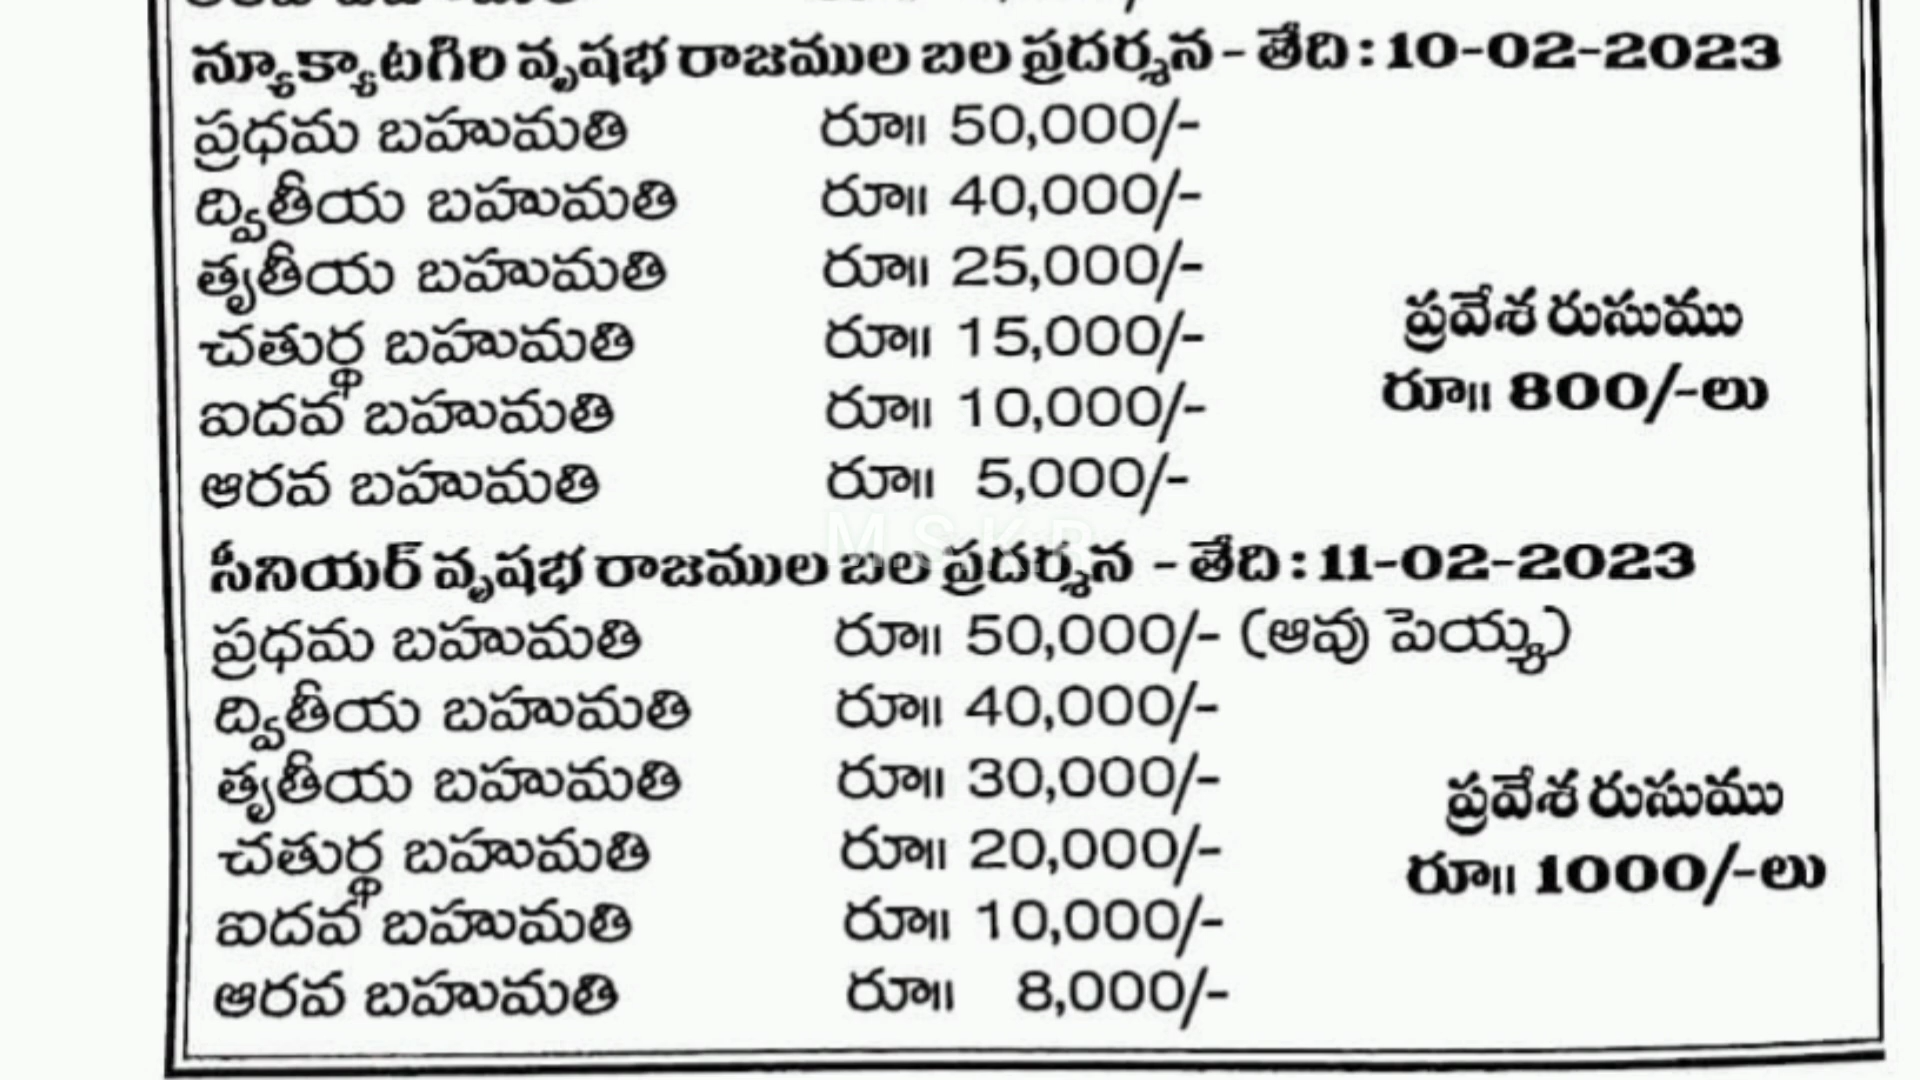 న్యూక్యాటగిరి వృషభ రాజముల బల ప్రదర్శన - తేది : 10-02-2023
ప్రథమ బహుమతి రూ॥ 50,000/-
ద్వితీయ బహుమతి రూ॥ 40,000/-
తృతీయ బహుమతి రూ॥ 25,000/-
ప్రవేశ రుసుము
చతుర్థ బహుమతి రూ॥ 15,000/-
రూ॥ 800/-లు
ఐదవ బహుమతి రూ॥ 10,000/-
ఆరవ బహుమతి రూ॥ 5,000/-
MSKR
సీనియర్ వృషభ రాజముల బల ప్రదర్శన - తేది : 11-02-2023
ప్రథమ బహుమతి రూ॥ 50,000/- (ఆవు పెయ్య)
ద్వితీయ బహుమతి రూ॥ 40,000/-
తృతీయ బహుమతి రూ॥ 30,000/-
ప్రవేశ రుసుము
చతుర్థ బహుమతి రూ॥ 20,000/-
రూ॥ 1000/-లు
ఐదవ బహుమతి రూ॥ 10,000/-
ఆరవ బహుమతి రూ॥ 8,000/-